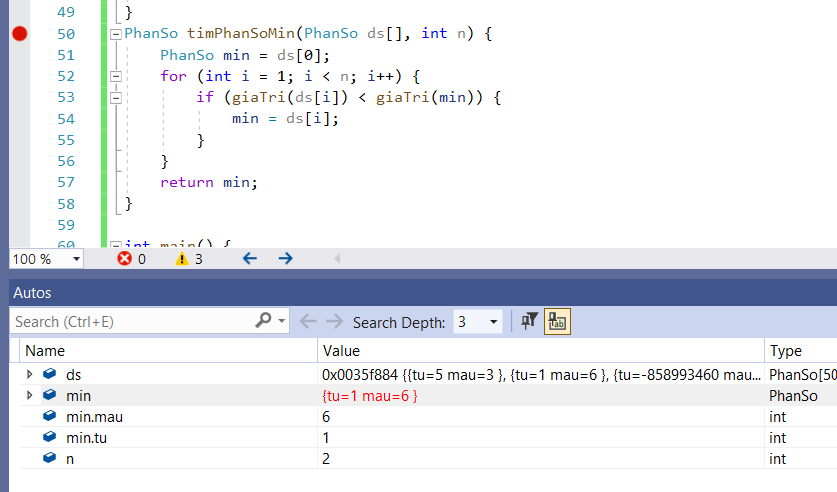 49 }
50 PhanSo timPhanSoMin(PhanSo ds[], int n) {
51 PhanSo min = ds[0];
52 for (int i = 1; i < n; i++) {
53 if (giaTri(ds[i]) < giaTri(min)) {
54 min = ds[i];
55 }
56 }
57 return min;
58 }
59
60 int main() {
100 % 0 3
Autos
Search (Ctrl+E) Search Depth: 3
Name Value Type
ds 0x0035f884 {{tu=5 mau=3 }, {tu=1 mau=6 }, {tu=-858993460 mau... PhanSo[50
min {tu=1 mau=6 } PhanSo
min.mau 6 int
min.tu 1 int
n 2 int